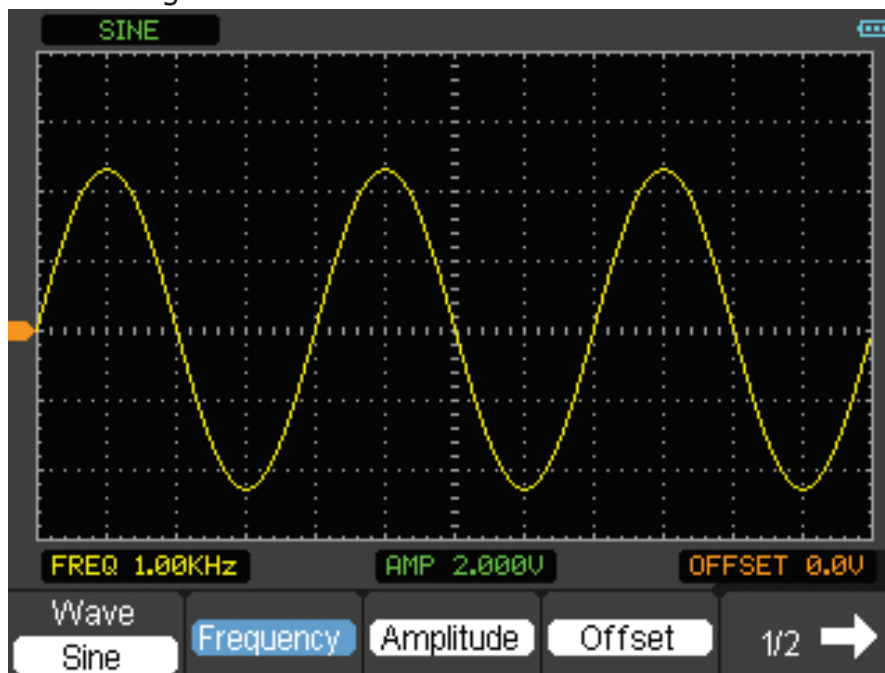 SINE
FREQ 1.00KHz AMP 2.000V OFFSET 0.0V
Wave
Sine Frequency Amplitude Offset 1/2